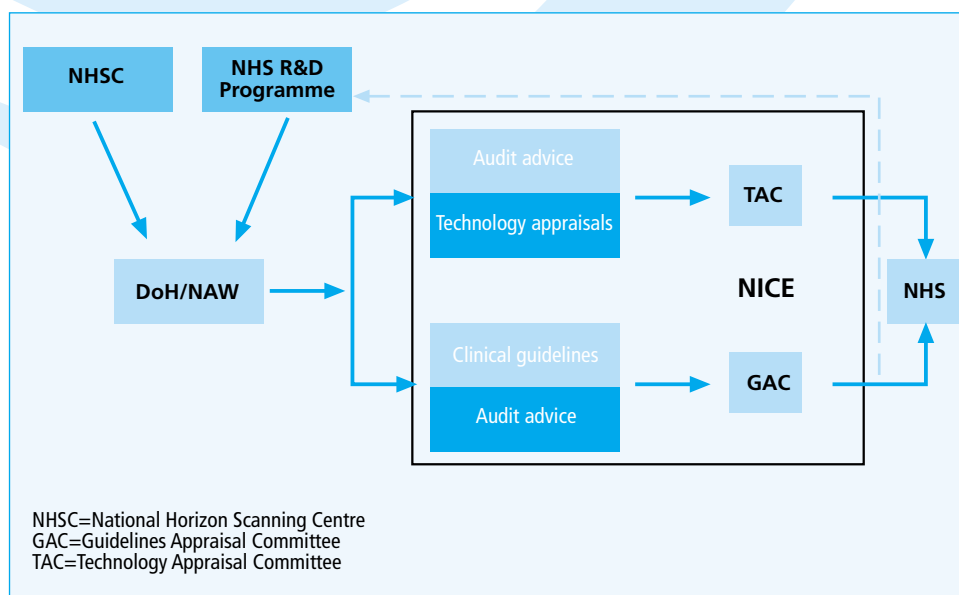 NHSC
NHS R&D
Programme
Audit advice
Technology appraisals
TAC
DoH/NAW
NICE
NHS
Clinical guidelines
Audit advice
GAC
NHSC=National Horizon Scanning Centre
GAC=Guidelines Appraisal Committee
TAC=Technology Appraisal Committee